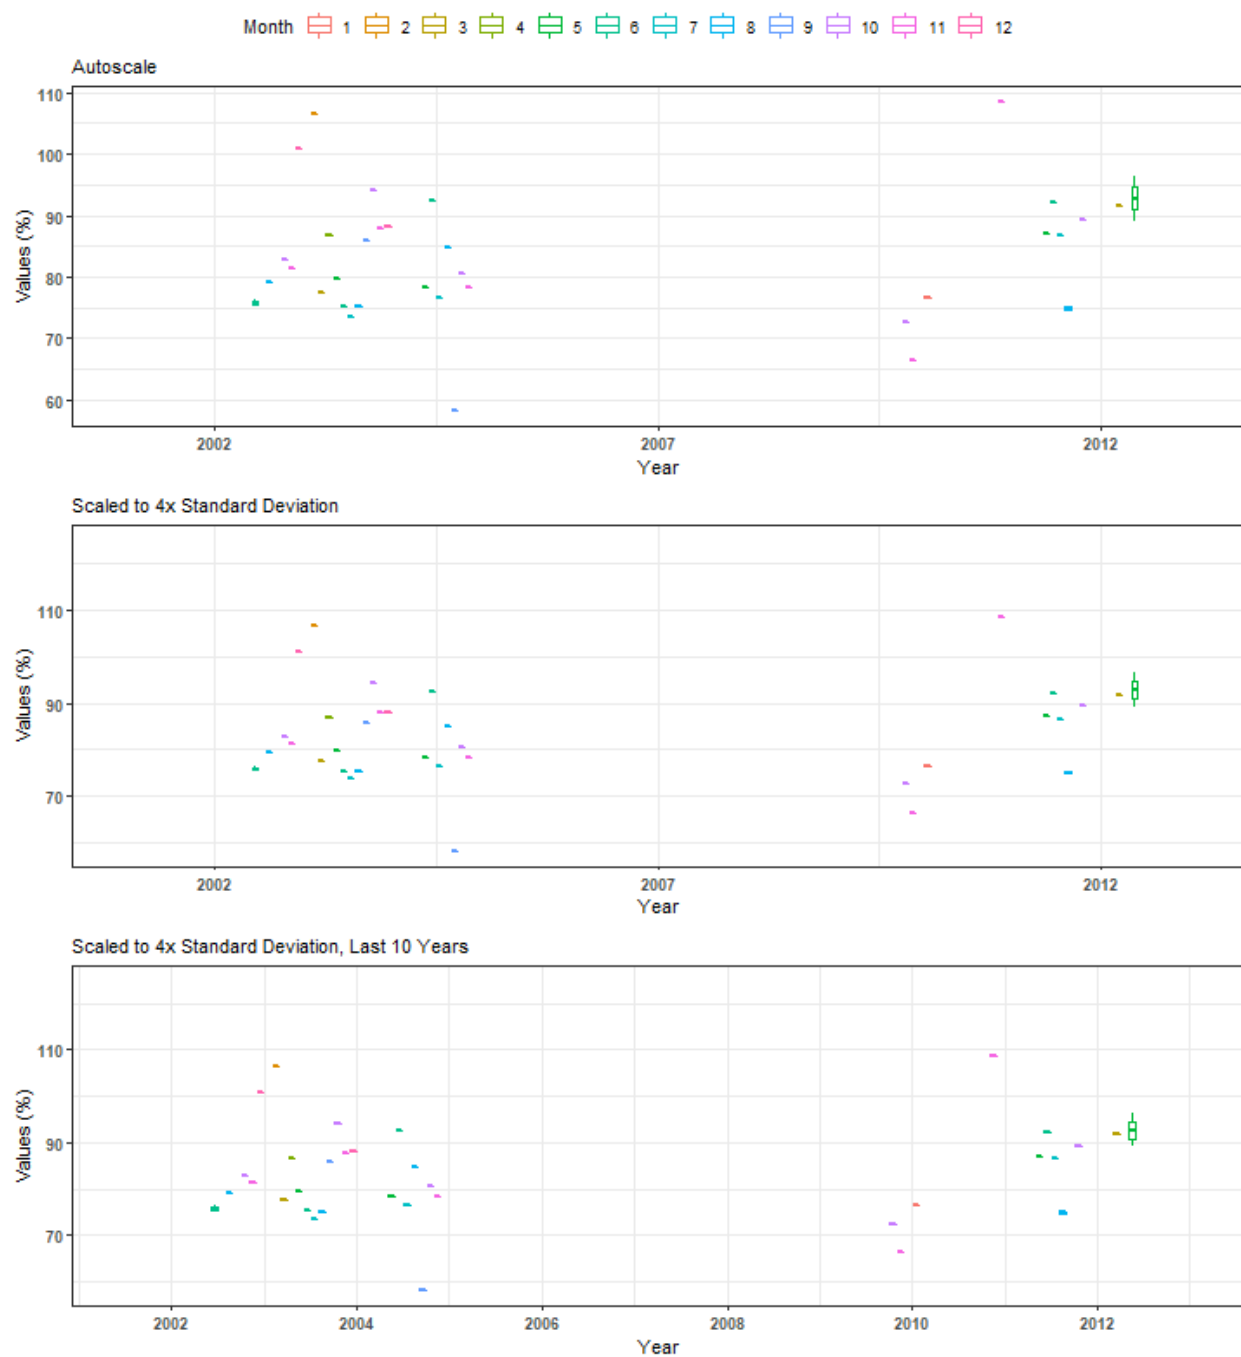 Month 1 2 3 4 5 6 7 8 9 10 11 12
Autoscale
110
100
90
80
70
60
Values (%)
2002 2007 2012
Year
Scaled to 4x Standard Deviation
110
90
70
Values (%)
2002 2007 2012
Year
Scaled to 4x Standard Deviation, Last 10 Years
110
90
70
Values (%)
2002 2004 2006 2008 2010 2012
Year